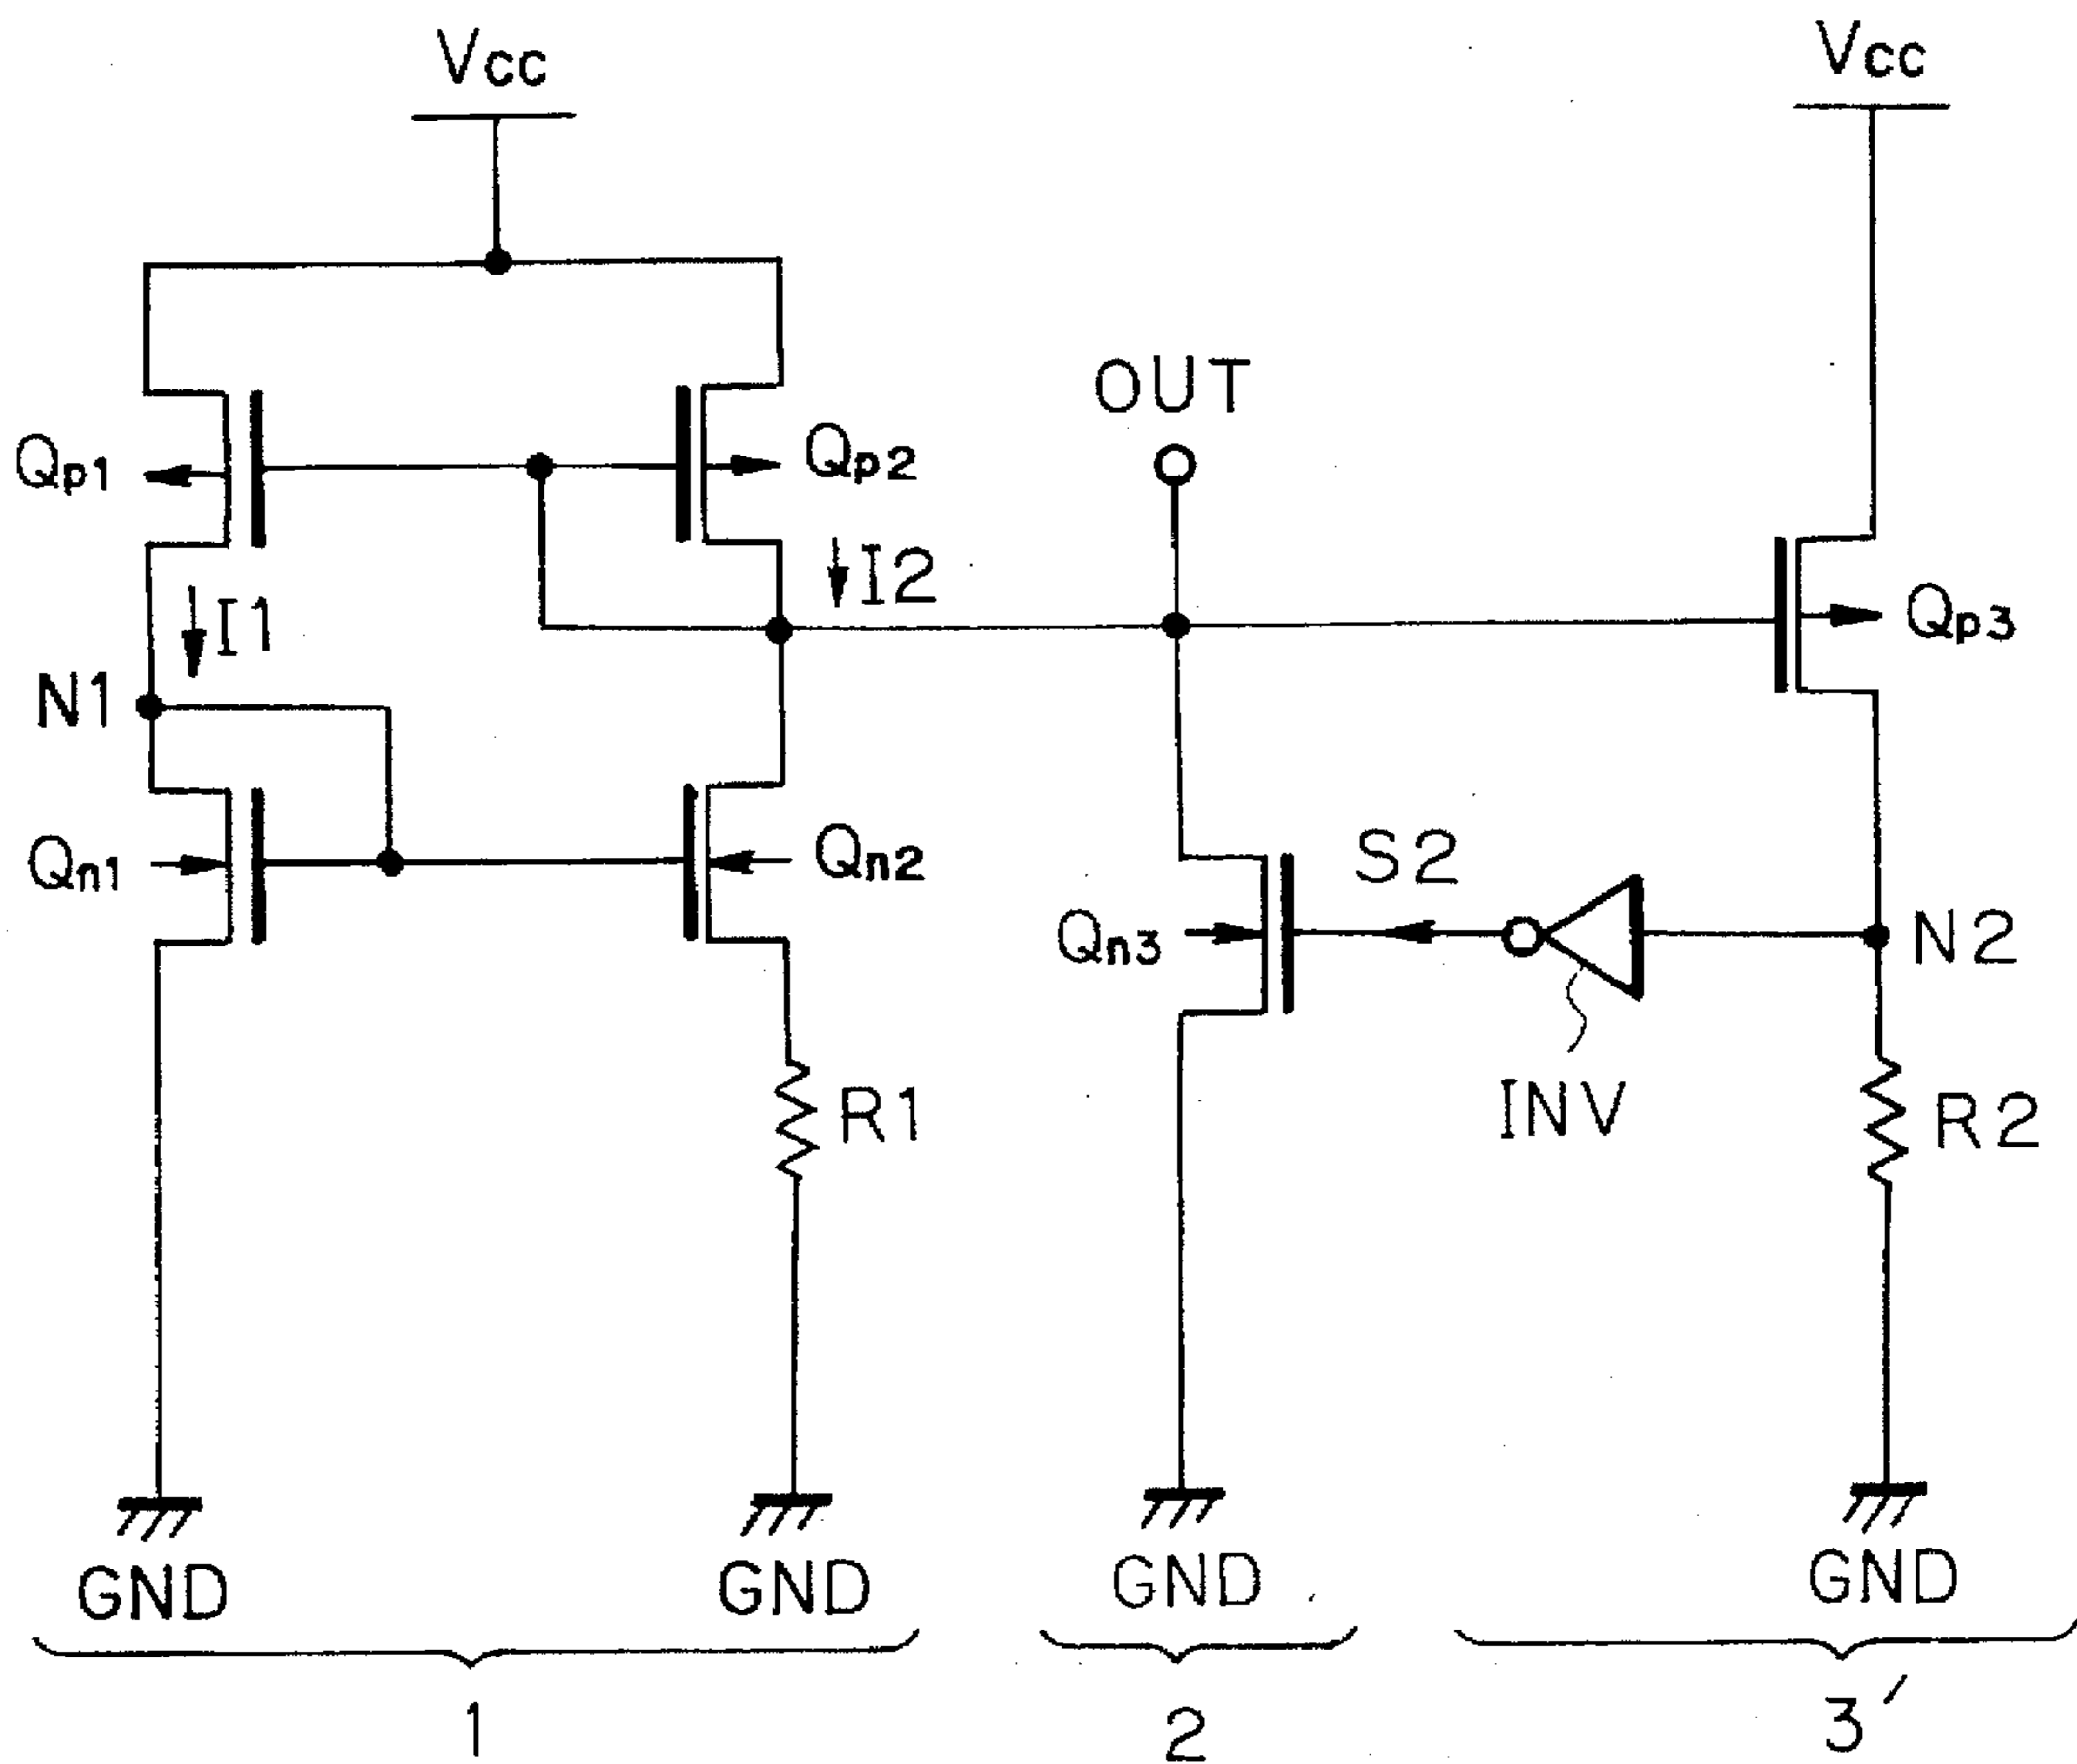 Vcc
Vcc
OUT
Qp1
Qp2
I2
I1
Qp3
N1
Qn1
Qn2
S2
Qn3
N2
R1
INV
R2
GND
GND
GND
GND
1
2
3′